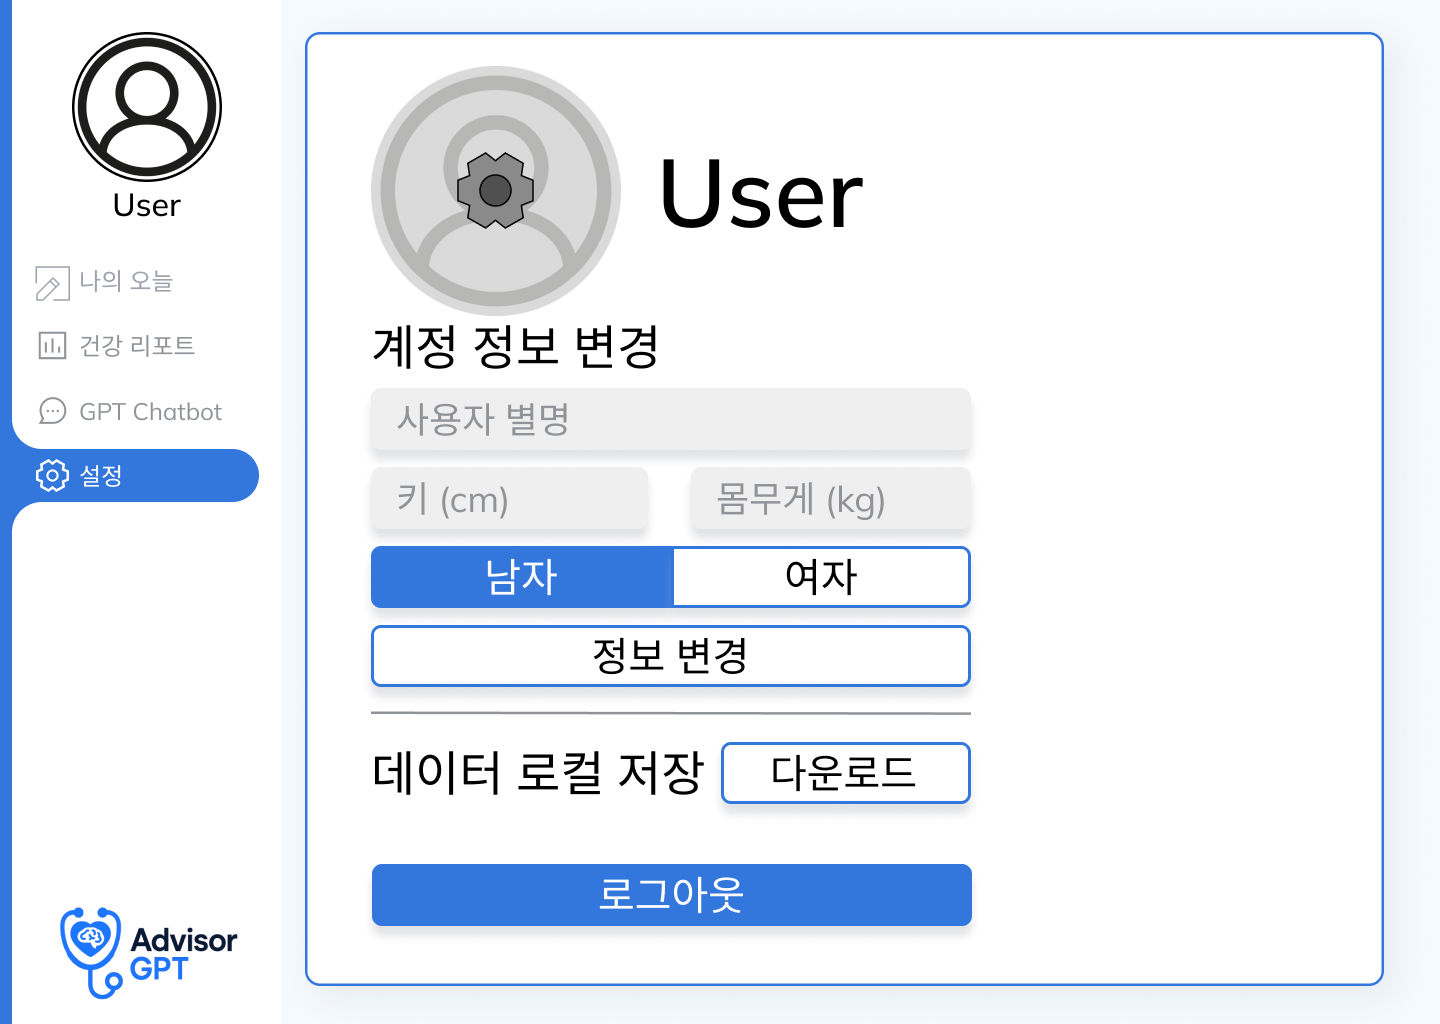 User
나의 오늘
건강 리포트
GPT Chatbot
설정
Advisor
GPT
User
계정 정보 변경
사용자 별명
키 (cm)
몸무게 (kg)
남자
여자
정보 변경
데이터 로컬 저장
다운로드
로그아웃